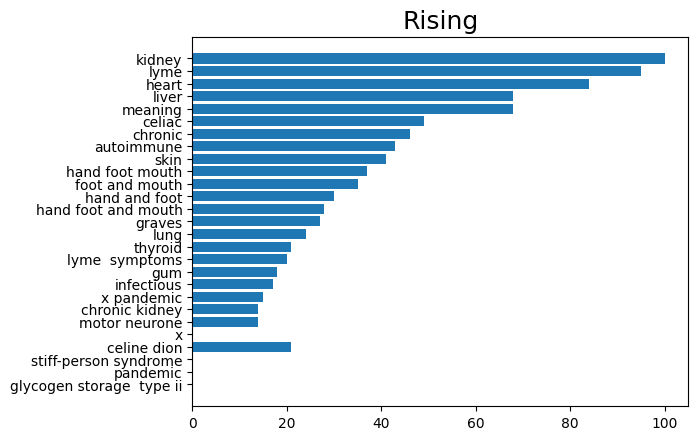 Rising
kidney
lyme
heart
liver
meaning
celiac
chronic
autoimmune
skin
hand foot mouth
foot and mouth
hand and foot
hand foot and mouth
graves
lung
thyroid
lyme  symptoms
gum
infectious
x pandemic
chronic kidney
motor neurone
x
celine dion
stiff-person syndrome
pandemic
glycogen storage  type ii
0 20 40 60 80 100